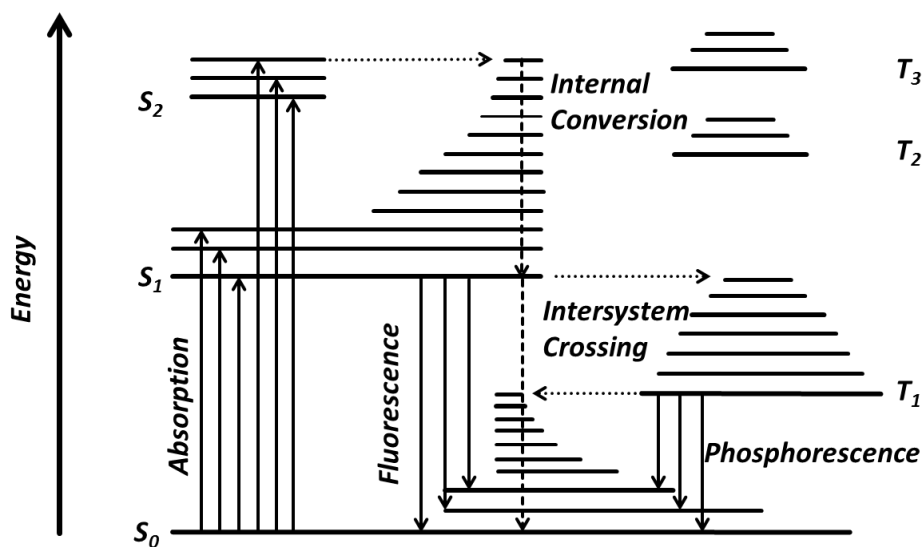 S2
Internal
Conversion
T3
T2
Energy
S1
Absorption
Fluorescence
Intersystem
Crossing
T1
Phosphorescence
S0